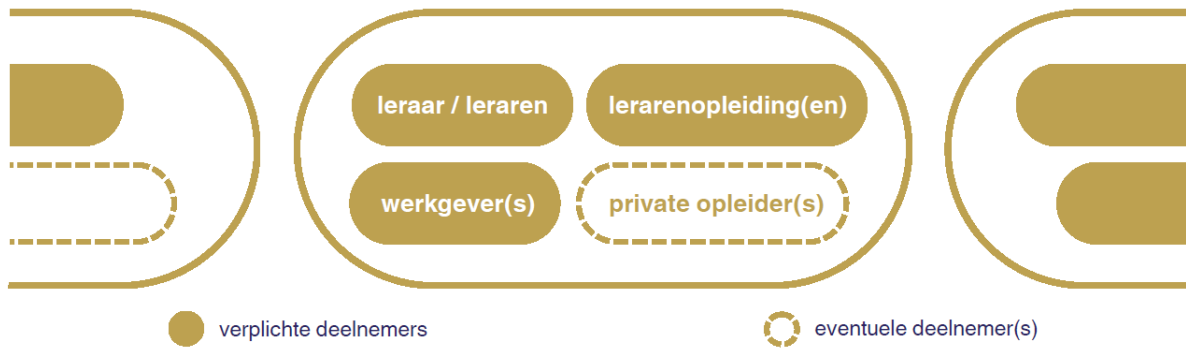 leraar / leraren
lerarenopleiding(en)
werkgever(s)
private opleider(s)
verplichte deelnemers
eventuele deelnemer(s)